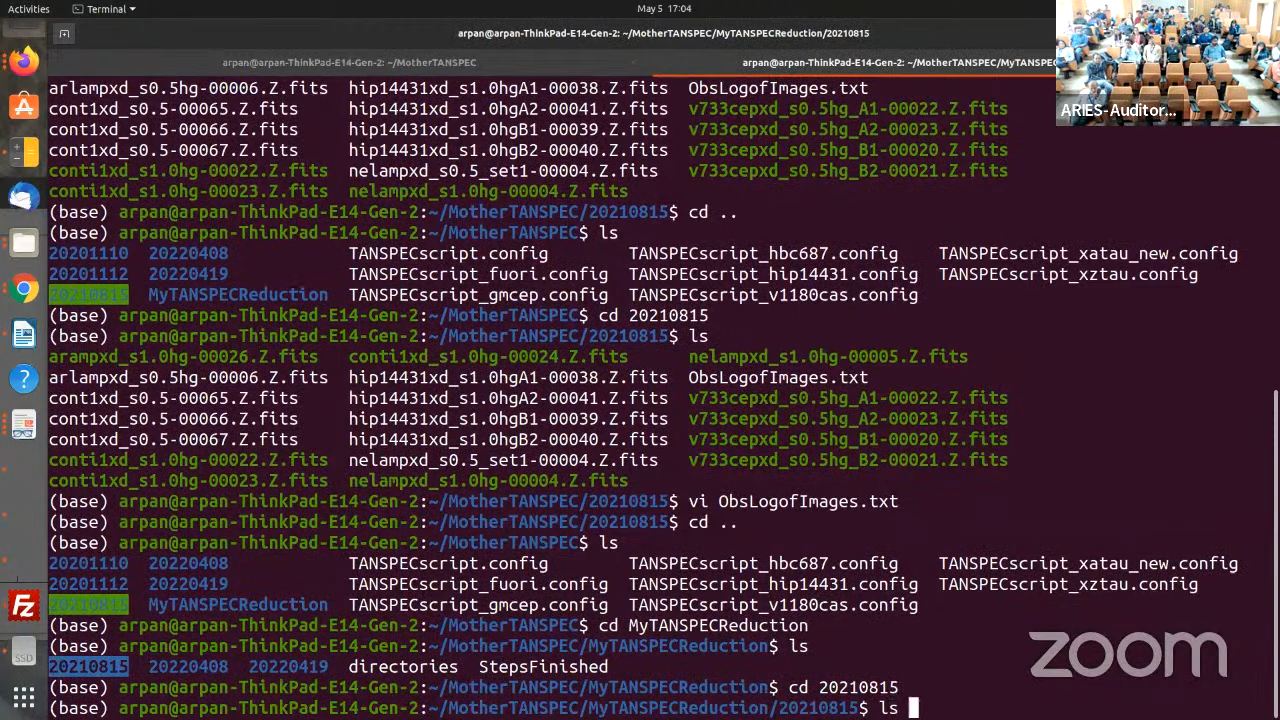 Activities
Terminal
May 5 17:04
arpan@arpan-ThinkPad-E14-Gen-2: ~/MotherTANSPEC/MyTANSPECReduction/20210815
arpan@arpan-ThinkPad-E14-Gen-2: ~/MotherTANSPEC
arpan@arpan-ThinkPad-E14-Gen-2: ~/MotherTANSPEC/MyTANSPEC
ARIES-Auditor...
arlampxd_s0.5hg-00006.Z.fits hip14431xd_s1.0hgA1-00038.Z.fits ObsLogofImages.txt
cont1xd_s0.5-00065.Z.fits hip14431xd_s1.0hgA2-00041.Z.fits v733cepxd_s0.5hg_A1-00022.Z.fits
cont1xd_s0.5-00066.Z.fits hip14431xd_s1.0hgB1-00039.Z.fits v733cepxd_s0.5hg_A2-00023.Z.fits
cont1xd_s0.5-00067.Z.fits hip14431xd_s1.0hgB2-00040.Z.fits v733cepxd_s0.5hg_B1-00020.Z.fits
conti1xd_s1.0hg-00022.Z.fits nelampxd_s0.5_set1-00004.Z.fits v733cepxd_s0.5hg_B2-00021.Z.fits
conti1xd_s1.0hg-00023.Z.fits nelampxd_s1.0hg-00004.Z.fits
(base) arpan@arpan-ThinkPad-E14-Gen-2:~/MotherTANSPEC/20210815$ cd ..
(base) arpan@arpan-ThinkPad-E14-Gen-2:~/MotherTANSPEC$ ls
20201110 20220408 TANSPECscript.config TANSPECscript_hbc687.config TANSPECscript_xatau_new.config
20201112 20220419 TANSPECscript_fuori.config TANSPECscript_hip14431.config TANSPECscript_xztau.config
20210815 MyTANSPECReduction TANSPECscript_gmcep.config TANSPECscript_v1180cas.config
(base) arpan@arpan-ThinkPad-E14-Gen-2:~/MotherTANSPEC$ cd 20210815
(base) arpan@arpan-ThinkPad-E14-Gen-2:~/MotherTANSPEC/20210815$ ls
arampxd_s1.0hg-00026.Z.fits conti1xd_s1.0hg-00024.Z.fits nelampxd_s1.0hg-00005.Z.fits
arlampxd_s0.5hg-00006.Z.fits hip14431xd_s1.0hgA1-00038.Z.fits ObsLogofImages.txt
cont1xd_s0.5-00065.Z.fits hip14431xd_s1.0hgA2-00041.Z.fits v733cepxd_s0.5hg_A1-00022.Z.fits
cont1xd_s0.5-00066.Z.fits hip14431xd_s1.0hgB1-00039.Z.fits v733cepxd_s0.5hg_A2-00023.Z.fits
cont1xd_s0.5-00067.Z.fits hip14431xd_s1.0hgB2-00040.Z.fits v733cepxd_s0.5hg_B1-00020.Z.fits
conti1xd_s1.0hg-00022.Z.fits nelampxd_s0.5_set1-00004.Z.fits v733cepxd_s0.5hg_B2-00021.Z.fits
conti1xd_s1.0hg-00023.Z.fits nelampxd_s1.0hg-00004.Z.fits
(base) arpan@arpan-ThinkPad-E14-Gen-2:~/MotherTANSPEC/20210815$ vi ObsLogofImages.txt
(base) arpan@arpan-ThinkPad-E14-Gen-2:~/MotherTANSPEC/20210815$ cd ..
(base) arpan@arpan-ThinkPad-E14-Gen-2:~/MotherTANSPEC$ ls
20201110 20220408 TANSPECscript.config TANSPECscript_hbc687.config TANSPECscript_xatau_new.config
20201112 20220419 TANSPECscript_fuori.config TANSPECscript_hip14431.config TANSPECscript_xztau.config
20210815 MyTANSPECReduction TANSPECscript_gmcep.config TANSPECscript_v1180cas.config
(base) arpan@arpan-ThinkPad-E14-Gen-2:~/MotherTANSPEC$ cd MyTANSPECReduction
(base) arpan@arpan-ThinkPad-E14-Gen-2:~/MotherTANSPEC/MyTANSPECReduction$ ls
20210815 20220408 20220419 directories StepsFinished
(base) arpan@arpan-ThinkPad-E14-Gen-2:~/MotherTANSPEC/MyTANSPECReduction$ cd 20210815
(base) arpan@arpan-ThinkPad-E14-Gen-2:~/MotherTANSPEC/MyTANSPECReduction/20210815$ ls
zoom